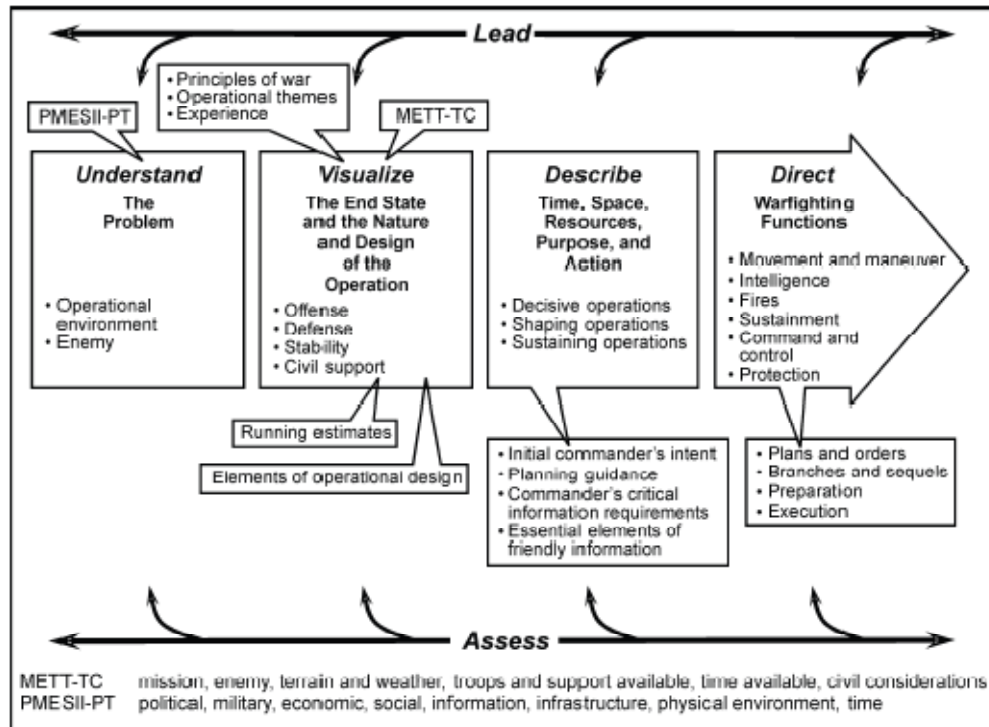 Lead
• Principles of war
• Operational themes
• Experience
PMESII-PT
METT-TC
Understand
The
Problem
• Operational
environment
• Enemy
Visualize
The End State
and the Nature
and Design
of the
Operation
• Offense
• Defense
• Stability
• Civil support
Running estimates
Elements of operational design
Describe
Time, Space,
Resources,
Purpose, and
Action
• Decisive operations
• Shaping operations
• Sustaining operations
• Initial commander's intent
• Planning guidance
• Commander's critical
information requirements
• Essential elements of
friendly information
Direct
Warfighting
Functions
• Movement and maneuver
• Intelligence
• Fires
• Sustainment
• Command and
control
• Protection
• Plans and orders
• Branches and sequels
• Preparation
• Execution
Assess
METT-TC mission, enemy, terrain and weather, troops and support available, time available, civil considerations
PMESII-PT political, military, economic, social, information, infrastructure, physical environment, time